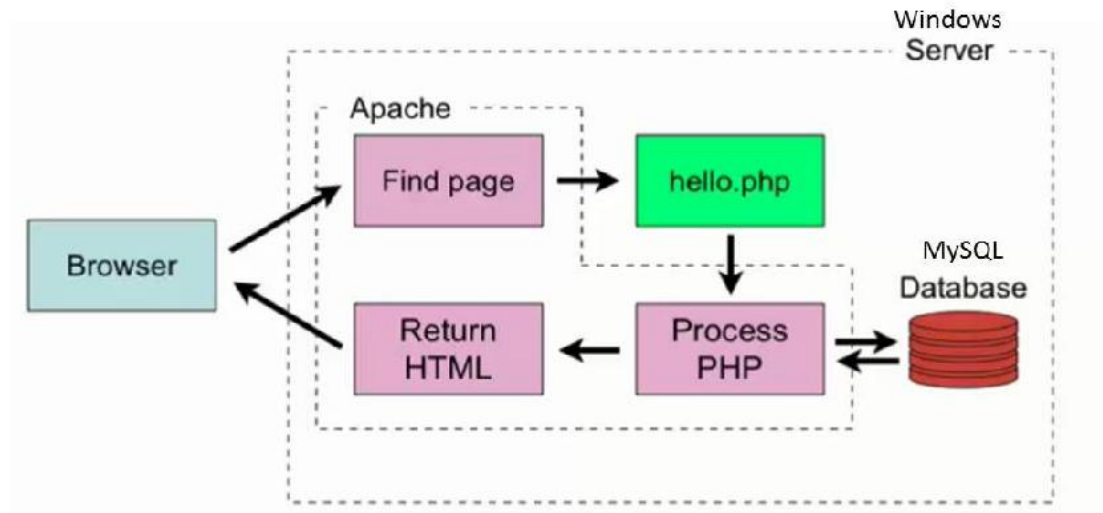 Windows
Server
Apache
Find page
hello.php
Browser
MySQL
Database
Return
HTML
Process
PHP